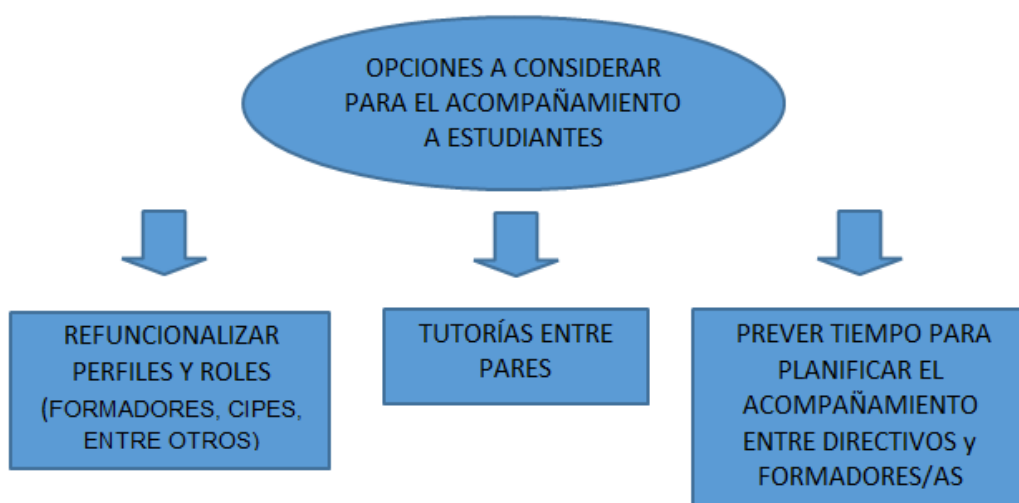 OPCIONES A CONSIDERAR
PARA EL ACOMPAÑAMIENTO
A ESTUDIANTES
REFUNCIONALIZAR
PERFILES Y ROLES
(FORMADORES, CIPES,
ENTRE OTROS)
TUTORÍAS ENTRE
PARES
PREVER TIEMPO PARA
PLANIFICAR EL
ACOMPAÑAMIENTO
ENTRE DIRECTIVOS y
FORMADORES/AS